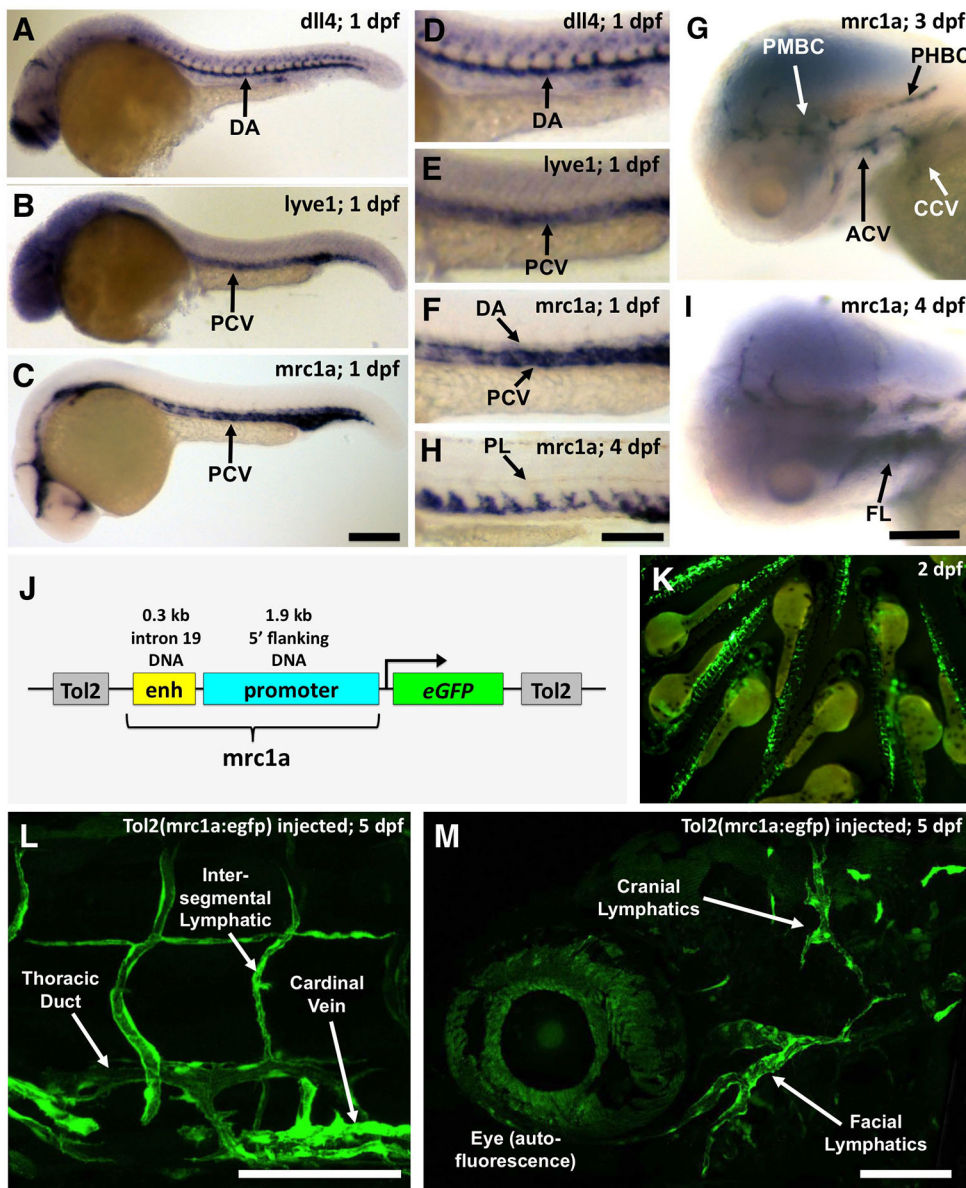 A
dll4; 1 dpf
DA
B
lyve1; 1 dpf
PCV
C
mrc1a; 1 dpf
PCV
D
dll4; 1 dpf
DA
E
lyve1; 1 dpf
PCV
F
mrc1a; 1 dpf
DA
PCV
H
mrc1a; 4 dpf
PL
G
mrc1a; 3 dpf
PMBC
PHBC
ACV
CCV
I
mrc1a; 4 dpf
FL
J
0.3 kb
intron 19
DNA
1.9 kb
5’ flanking
DNA
Tol2
enh
promoter
eGFP
Tol2
mrc1a
K
2 dpf
L
Tol2(mrc1a:egfp) injected; 5 dpf
Inter-
segmental
Lymphatic
Thoracic
Duct
Cardinal
Vein
M
Tol2(mrc1a:egfp) injected; 5 dpf
Cranial
Lymphatics
Eye (auto-
fluorescence)
Facial
Lymphatics